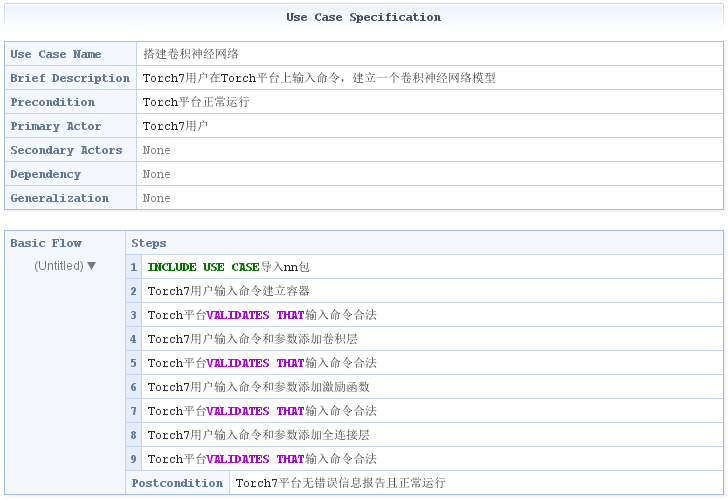 Use Case Specification
Use Case Name 搭建卷积神经网络
Brief Description Torch7用户在Torch平台上输入命令，建立一个卷积神经网络模型
Precondition Torch平台正常运行
Primary Actor Torch7用户
Secondary Actors None
Dependency None
Generalization None
Basic Flow Steps
(Untitled) ▼
1 INCLUDE USE CASE导入nn包
2 Torch7用户输入命令建立容器
3 Torch平台VALIDATES THAT输入命令合法
4 Torch7用户输入命令和参数添加卷积层
5 Torch平台VALIDATES THAT输入命令合法
6 Torch7用户输入命令和参数添加激励函数
7 Torch平台VALIDATES THAT输入命令合法
8 Torch7用户输入命令和参数添加全连接层
9 Torch平台VALIDATES THAT输入命令合法
Postcondition Torch7平台无错误信息报告且正常运行